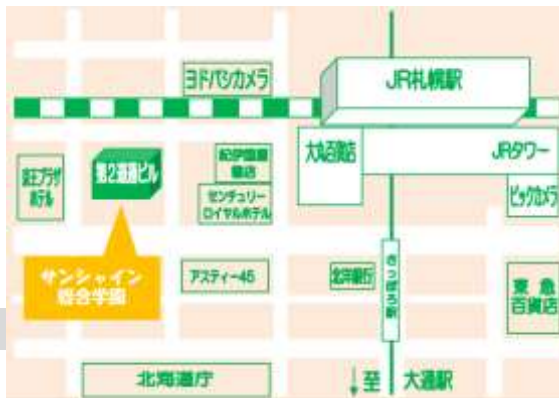 ヨドバシカメラ
JR札幌駅
京王プラザ
ホテル
第2道通ビル
紀伊國屋
書店
センチュリー
ロイヤルホテル
大丸百貨店
JRタワー
ビックカメラ
サンシャイン
総合学園
アスティー45
北洋銀行
さっぽろ駅
東急
百貨店
北海道庁
↓至 大通駅